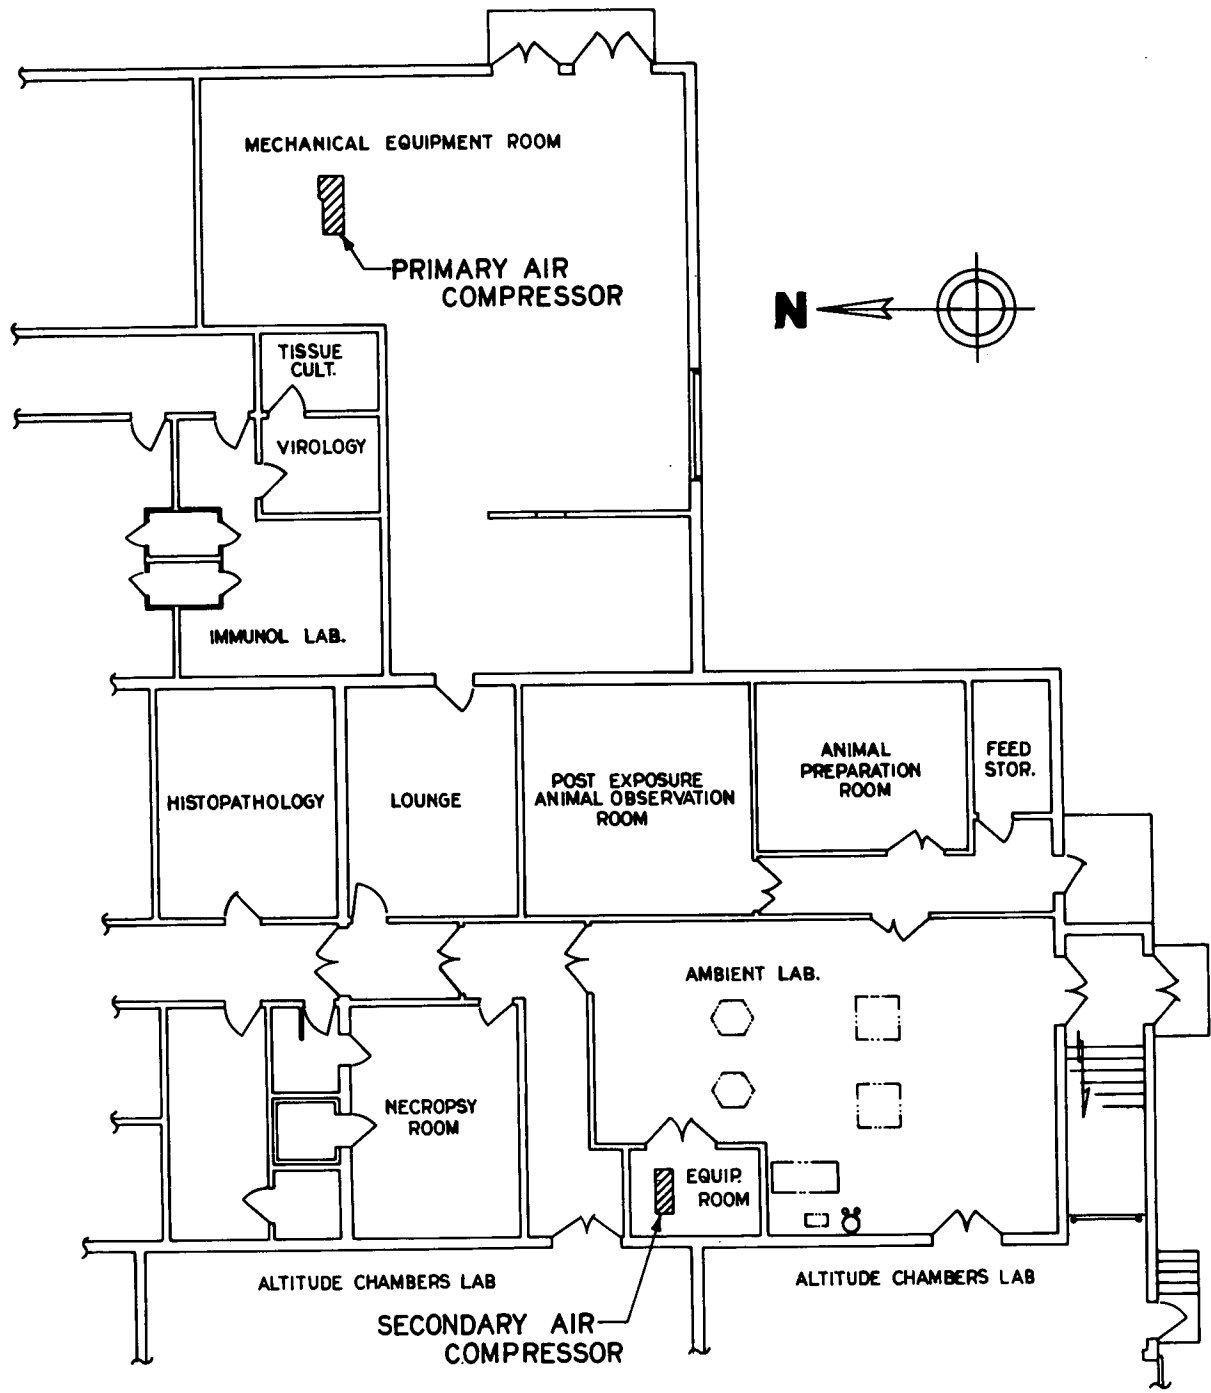 MECHANICAL EQUIPMENT ROOM
PRIMARY AIR
COMPRESSOR
N
TISSUE
CULT.
VIROLOGY
IMMUNOL LAB.
HISTOPATHOLOGY
LOUNGE
POST EXPOSURE
ANIMAL OBSERVATION
ROOM
ANIMAL
PREPARATION
ROOM
FEED
STOR.
AMBIENT LAB.
NECROPSY
ROOM
EQUIP.
ROOM
ALTITUDE CHAMBERS LAB
ALTITUDE CHAMBERS LAB
SECONDARY AIR
COMPRESSOR